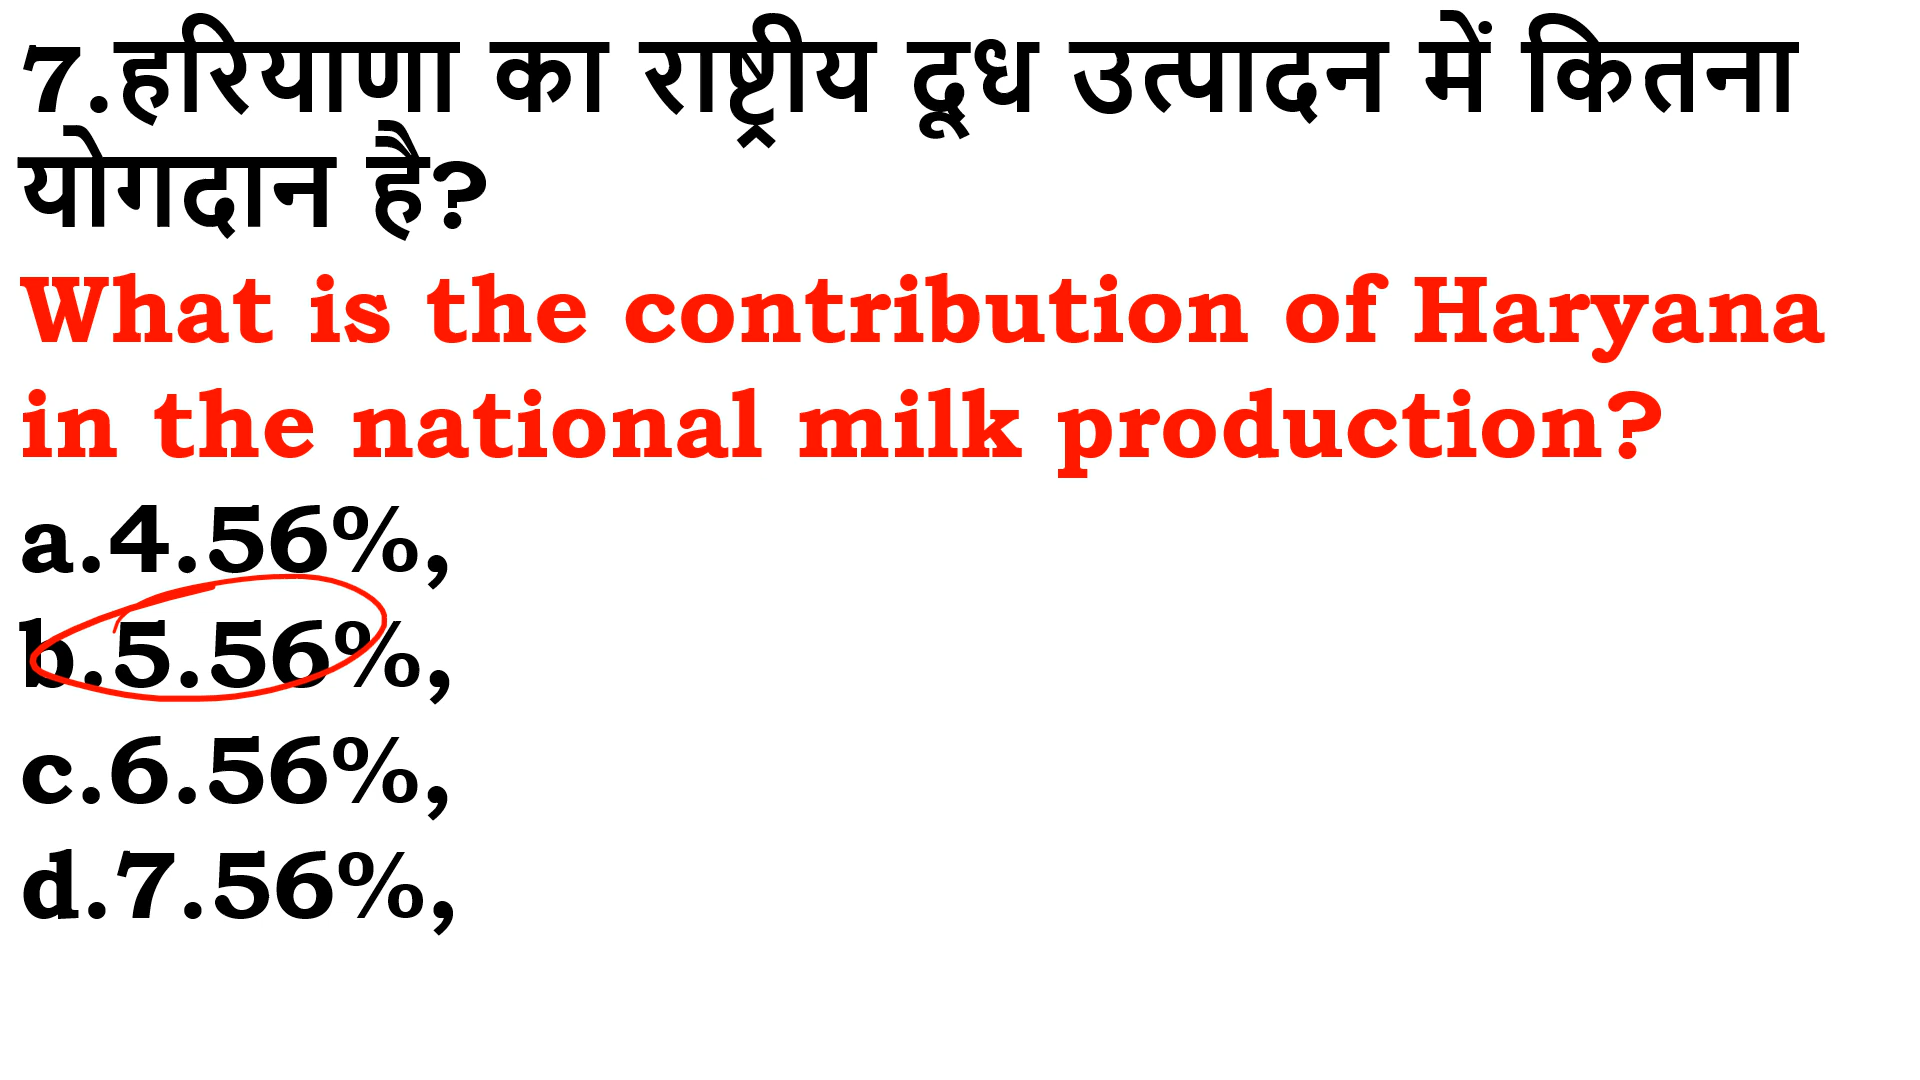 7.हरियाणा का राष्ट्रीय दूध उत्पादन में कितना
योगदान है?
What is the contribution of Haryana
in the national milk production?
a.4.56%,
b.5.56%,
c.6.56%,
d.7.56%,